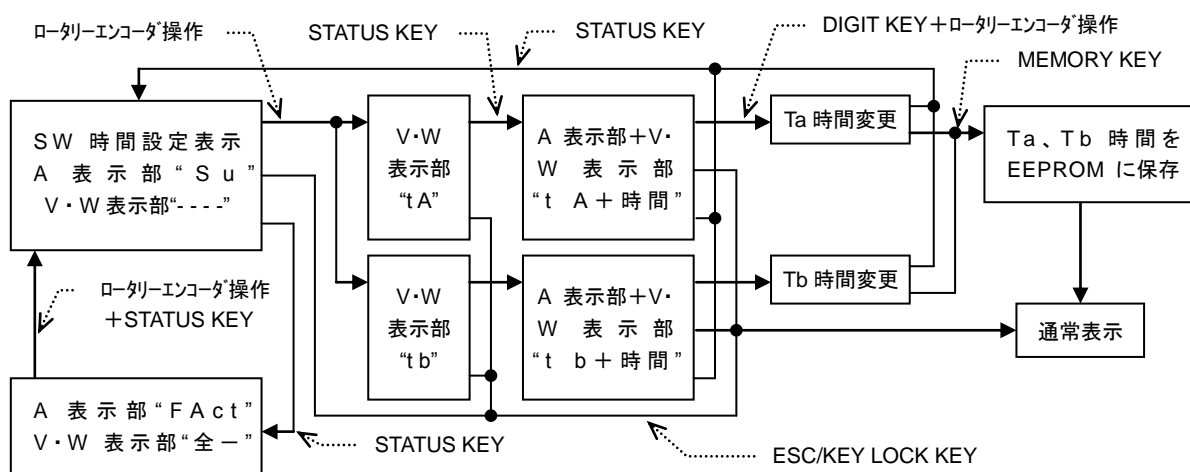 ロータリーエンコーダ操作
STATUS KEY
STATUS KEY
DIGIT KEY＋ロータリーエンコーダ操作
MEMORY KEY
SW 時間設定表示
A 表示部“Su”
V・W表示部“----”
V・W
表示部
“tA”
A 表示部＋V・
W 表示部
“t A＋時間”
Ta 時間変更
Ta、Tb 時間を
EEPROM に保存
V・W
表示部
“tb”
A 表示部＋V・
W 表示部
“t b＋時間”
Tb 時間変更
通常表示
ロータリーエンコーダ操作
＋STATUS KEY
A 表示部“FAct”
V・W 表示部“全－”
STATUS KEY
ESC/KEY LOCK KEY